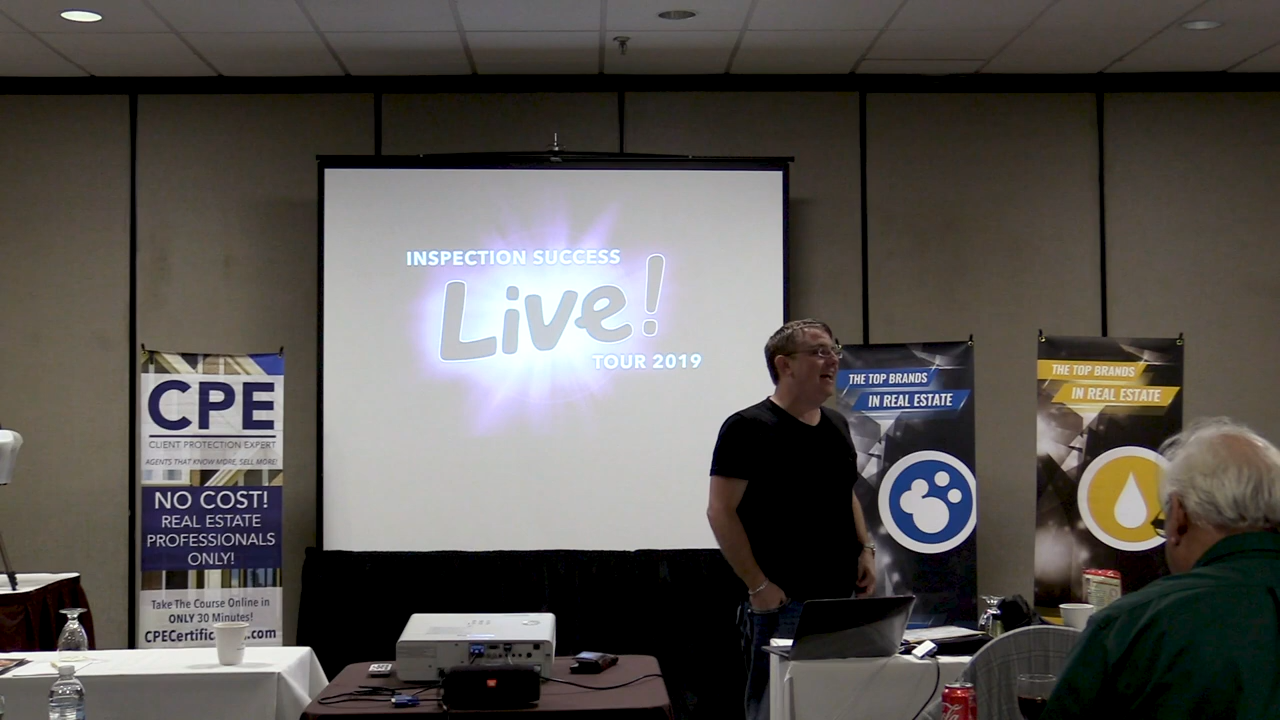 INSPECTION SUCCESS
Live!
TOUR 2019
CPE
CLIENT PROTECTION EXPERT
AGENTS THAT KNOW MORE, SELL MORE!
NO COST!
REAL ESTATE
PROFESSIONALS
ONLY!
Take The Course Online in
ONLY 30 Minutes!
THE TOP BRANDS
IN REAL ESTATE
THE TOP BRANDS
IN REAL ESTATE